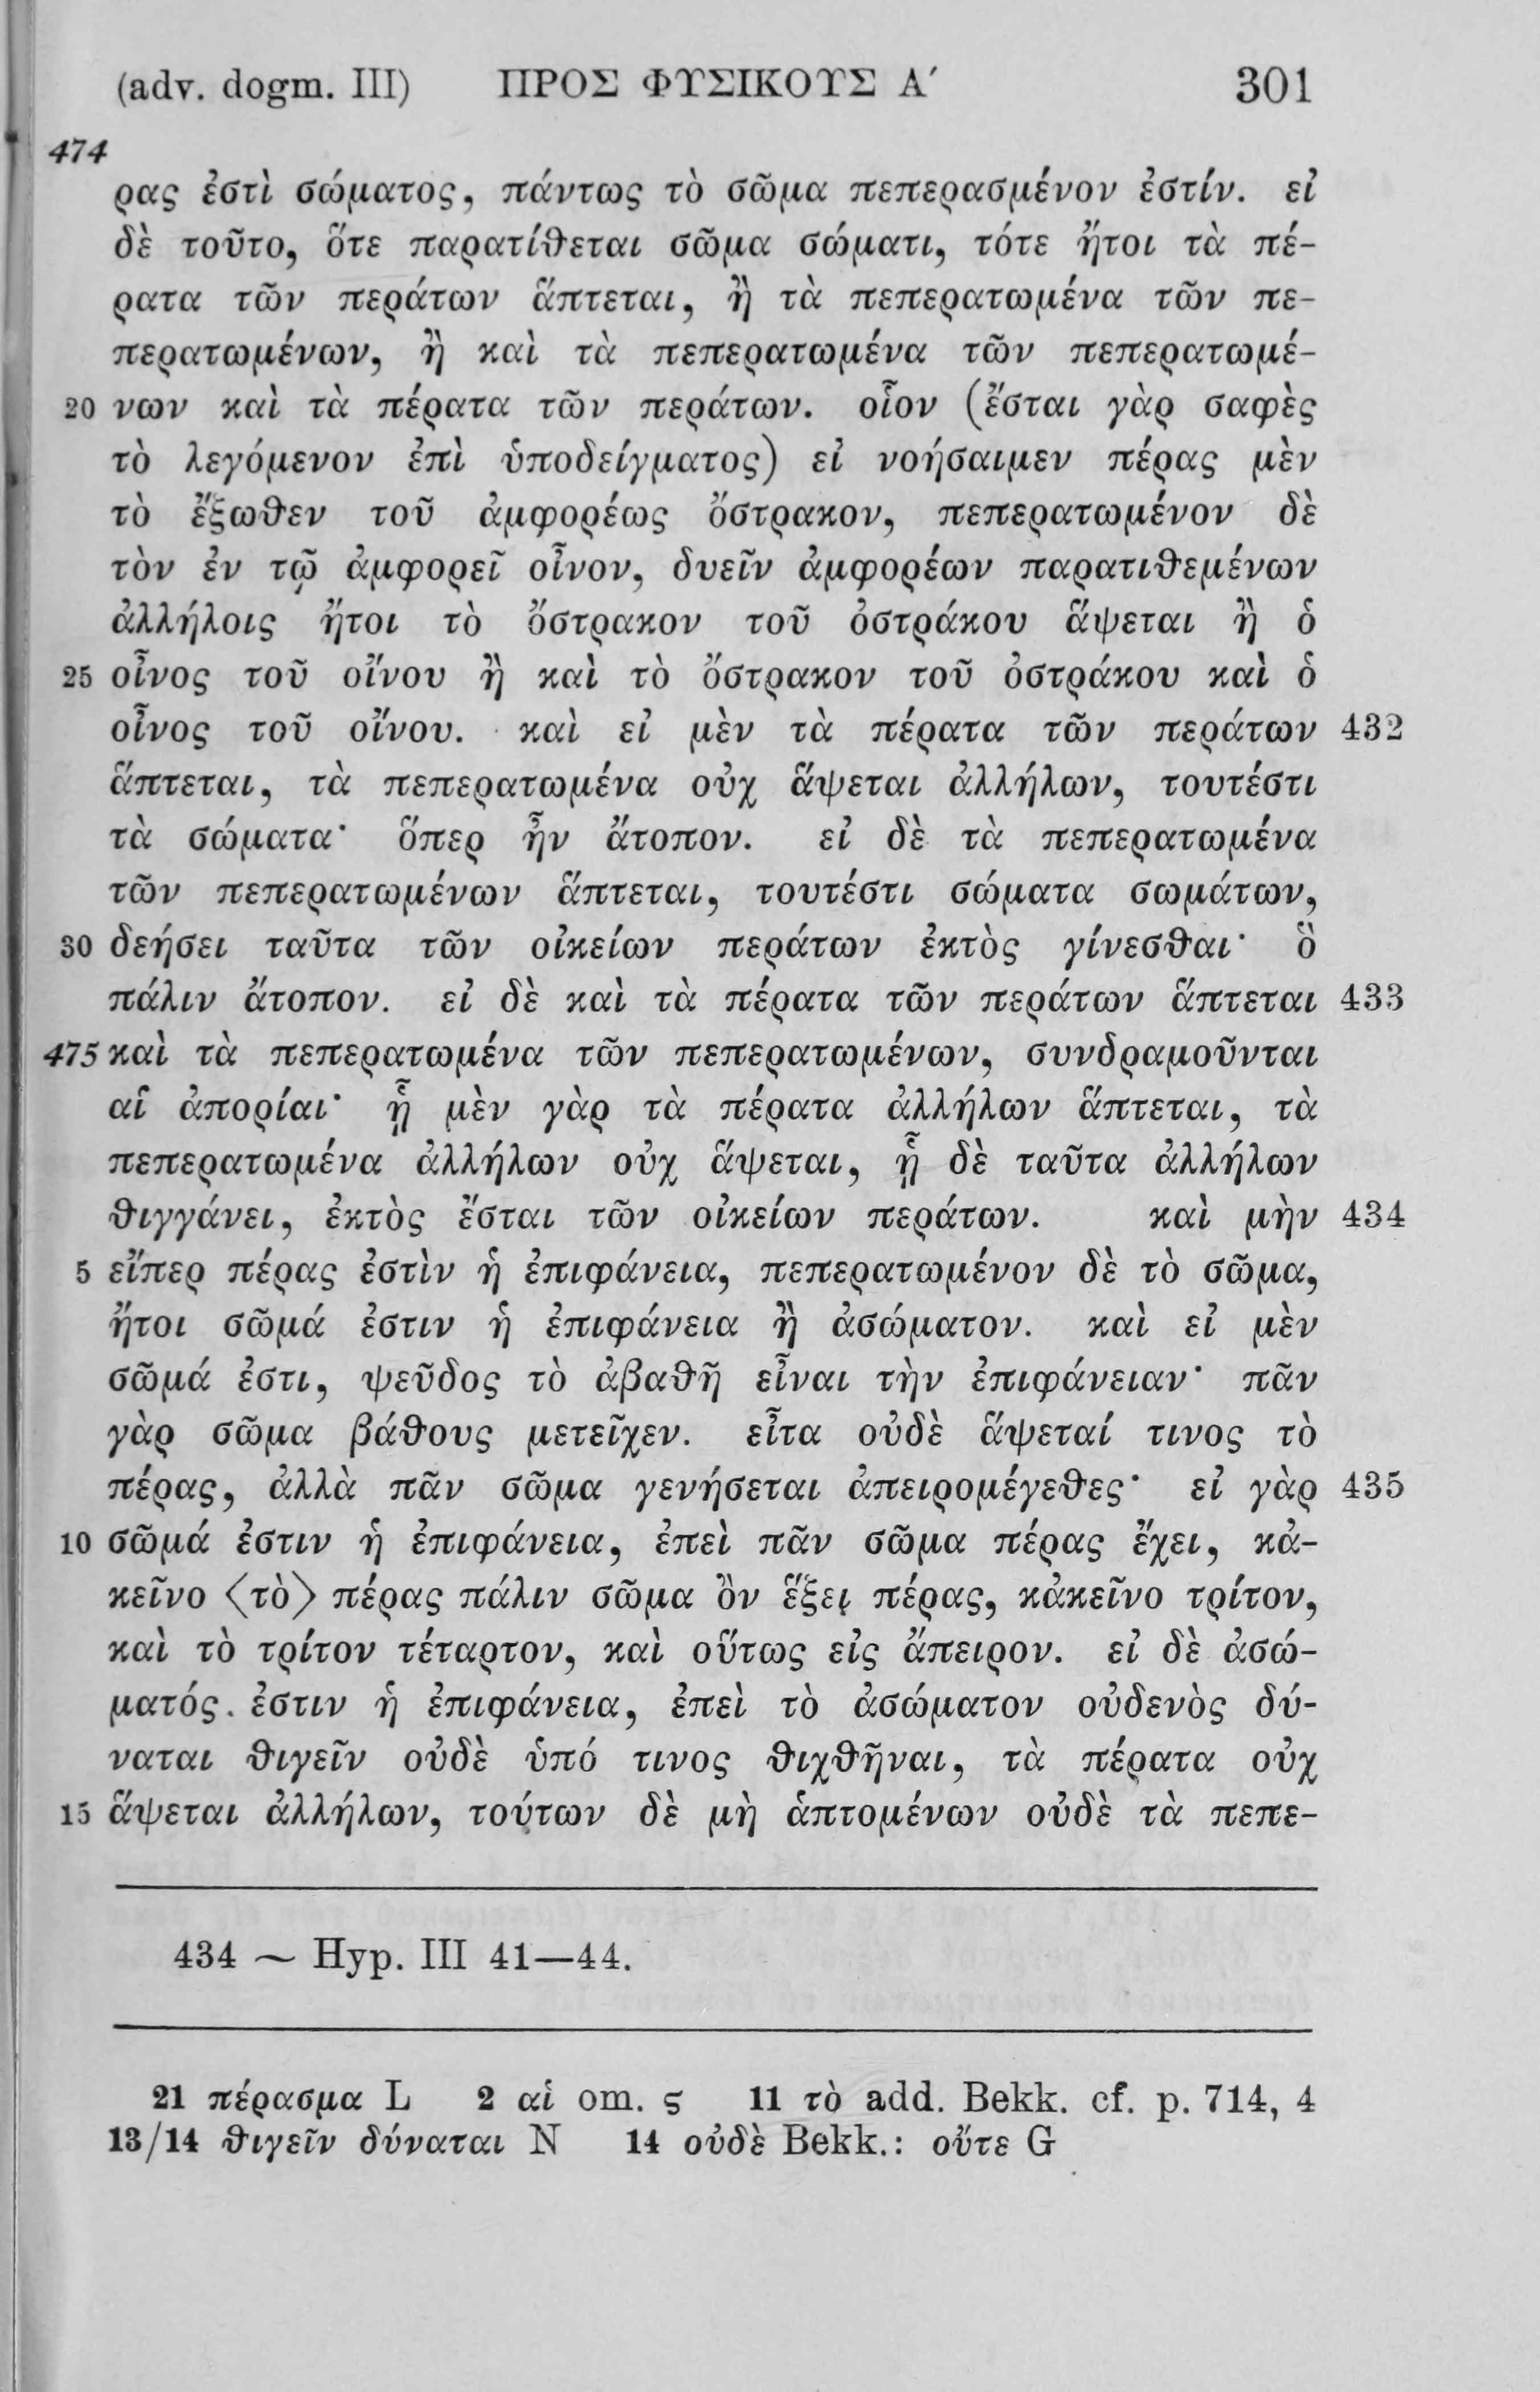 (adv. dogm. III) ΠΡΟΣ ΦΥΣΙΚΟΥΣ Α´ 301
474
ρας ἐστὶ σώματος, πάντως τὸ σῶμα πεπερασμένον ἐστίν. εἰ
δὲ τοῦτο, ὅτε παρατίθεται σῶμα σώματι, τότε ἤτοι τὰ πέ-
ρατα τῶν περάτων ἅπτεται, ἢ τὰ πεπερατωμένα τῶν πε-
περατωμένων, ἢ καὶ τὰ πεπερατωμένα τῶν πεπερατωμέ-
20 νων καὶ τὰ πέρατα τῶν περάτων. οἷον (ἔσται γὰρ σαφὲς
τὸ λεγόμενον ἐπὶ ὑποδείγματος) εἰ νοήσαιμεν πέρας μὲν
τὸ ἔξωθεν τοῦ ἀμφορέως ὄστρακον, πεπερατωμένον δὲ
τὸν ἐν τῷ ἀμφορεῖ οἶνον, δυεῖν ἀμφορέων παρατιθεμένων
ἀλλήλοις ἤτοι τὸ ὄστρακον τοῦ ὀστράκου ἅψεται ἢ ὁ
25 οἶνος τοῦ οἴνου ἢ καὶ τὸ ὄστρακον τοῦ ὀστράκου καὶ ὁ
οἶνος τοῦ οἴνου. καὶ εἰ μὲν τὰ πέρατα τῶν περάτων 432
ἅπτεται, τὰ πεπερατωμένα οὐχ ἅψεται ἀλλήλων, τουτέστι
τὰ σώματα· ὅπερ ἦν ἄτοπον. εἰ δὲ τὰ πεπερατωμένα
τῶν πεπερατωμένων ἅπτεται, τουτέστι σώματα σωμάτων,
30 δεήσει ταῦτα τῶν οἰκείων περάτων ἐκτὸς γίνεσθαι· ὃ
πάλιν ἄτοπον. εἰ δὲ καὶ τὰ πέρατα τῶν περάτων ἅπτεται 433
475 καὶ τὰ πεπερατωμένα τῶν πεπερατωμένων, συνδραμοῦνται
αἱ ἀπορίαι· ᾗ μὲν γὰρ τὰ πέρατα ἀλλήλων ἅπτεται, τὰ
πεπερατωμένα ἀλλήλων οὐχ ἅψεται, ᾗ δὲ ταῦτα ἀλλήλων
θιγγάνει, ἐκτὸς ἔσται τῶν οἰκείων περάτων. καὶ μὴν 434
5 εἴπερ πέρας ἐστὶν ἡ ἐπιφάνεια, πεπερατωμένον δὲ τὸ σῶμα,
ἤτοι σῶμά ἐστιν ἡ ἐπιφάνεια ἢ ἀσώματον. καὶ εἰ μὲν
σῶμά ἐστι, ψεῦδος τὸ ἀβαθῆ εἶναι τὴν ἐπιφάνειαν· πᾶν
γὰρ σῶμα βάθους μετεῖχεν. εἶτα οὐδὲ ἅψεταί τινος τὸ
πέρας, ἀλλὰ πᾶν σῶμα γενήσεται ἀπειρομέγεθες· εἰ γὰρ 435
10 σῶμά ἐστιν ἡ ἐπιφάνεια, ἐπεὶ πᾶν σῶμα πέρας ἔχει, κἀ-
κεῖνο ⟨τὸ⟩ πέρας πάλιν σῶμα ὂν ἕξει πέρας, κἀκεῖνο τρίτον,
καὶ τὸ τρίτον τέταρτον, καὶ οὕτως εἰς ἄπειρον. εἰ δὲ ἀσώ-
ματός. ἐστιν ἡ ἐπιφάνεια, ἐπεὶ τὸ ἀσώματον οὐδενὸς δύ-
ναται θιγεῖν οὐδὲ ὑπό τινος θιχθῆναι, τὰ πέρατα οὐχ
15 ἅψεται ἀλλήλων, τούτων δὲ μὴ ἁπτομένων οὐδὲ τὰ πεπε-
434 ~ Hyp. III 41—44.
21 πέρασμα L 2 αἱ om. ς 11 τὸ add. Bekk. cf. p. 714, 4
13/14 θιγεῖν δύναται N 14 οὐδὲ Bekk.: οὔτε G